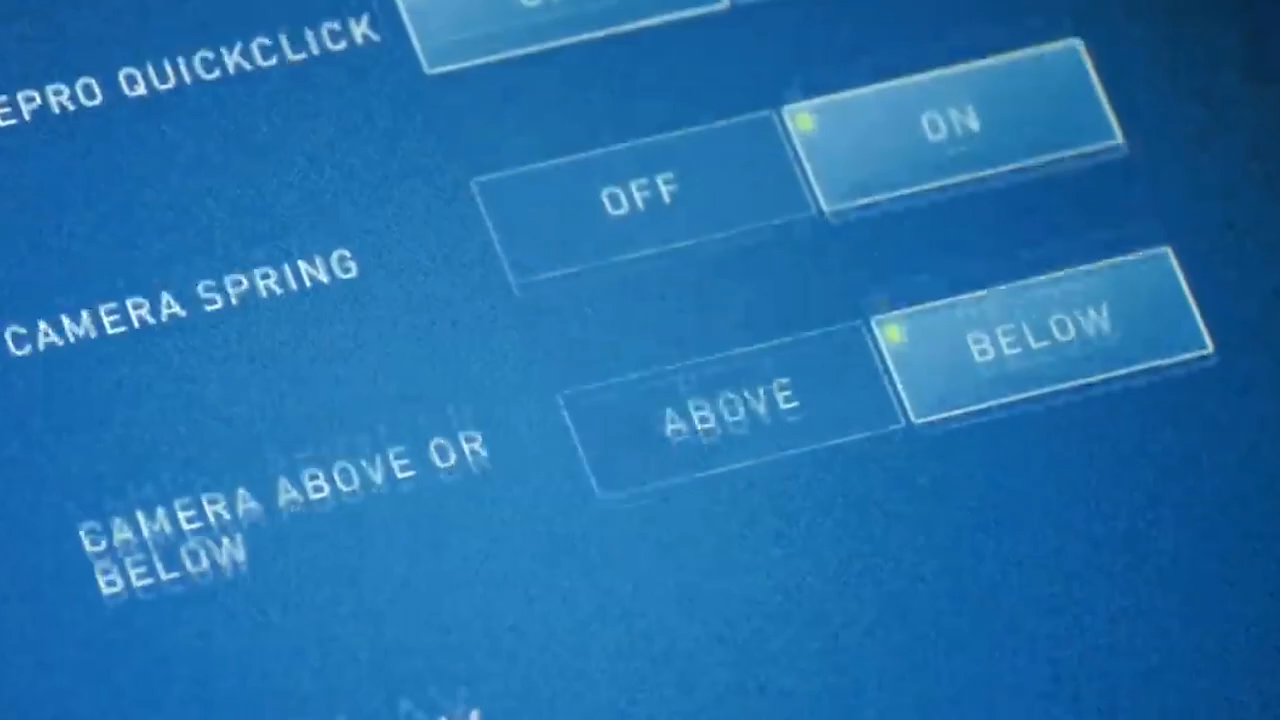 EPRO QUICKCLICK
CAMERA SPRING
OFF
ON
CAMERA ABOVE OR
BELOW
ABOVE
BELOW